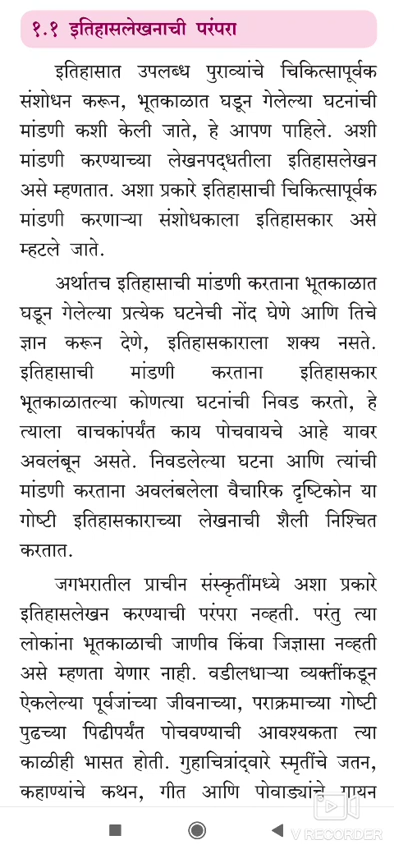 १.१ इतिहासलेखनाची परंपरा
इतिहासात उपलब्ध पुराव्यांचे चिकित्सापूर्वक
संशोधन करून, भूतकाळात घडून गेलेल्या घटनांची
मांडणी कशी केली जाते, हे आपण पाहिले. अशी
मांडणी करण्याच्या लेखनपद्धतीला इतिहासलेखन
असे म्हणतात. अशा प्रकारे इतिहासाची चिकित्सापूर्वक
मांडणी करणाऱ्या संशोधकाला इतिहासकार असे
म्हटले जाते.
अर्थातच इतिहासाची मांडणी करताना भूतकाळात
घडून गेलेल्या प्रत्येक घटनेची नोंद घेणे आणि तिचे
ज्ञान करून देणे, इतिहासकाराला शक्य नसते.
इतिहासाची मांडणी करताना इतिहासकार
भूतकाळातल्या कोणत्या घटनांची निवड करतो, हे
त्याला वाचकांपर्यंत काय पोचवायचे आहे यावर
अवलंबून असते. निवडलेल्या घटना आणि त्यांची
मांडणी करताना अवलंबलेला वैचारिक दृष्टिकोन या
गोष्टी इतिहासकाराच्या लेखनाची शैली निश्चित
करतात.
जगभरातील प्राचीन संस्कृतींमध्ये अशा प्रकारे
इतिहासलेखन करण्याची परंपरा नव्हती. परंतु त्या
लोकांना भूतकाळाची जाणीव किंवा जिज्ञासा नव्हती
असे म्हणता येणार नाही. वडीलधाऱ्या व्यक्तींकडून
ऐकलेल्या पूर्वजांच्या जीवनाच्या, पराक्रमाच्या गोष्टी
पुढच्या पिढीपर्यंत पोचवण्याची आवश्यकता त्या
काळीही भासत होती. गुहाचित्रांद्वारे स्मृतींचे जतन,
कहाण्यांचे कथन, गीत आणि पोवाड्यांचे गायन
V RECORDER